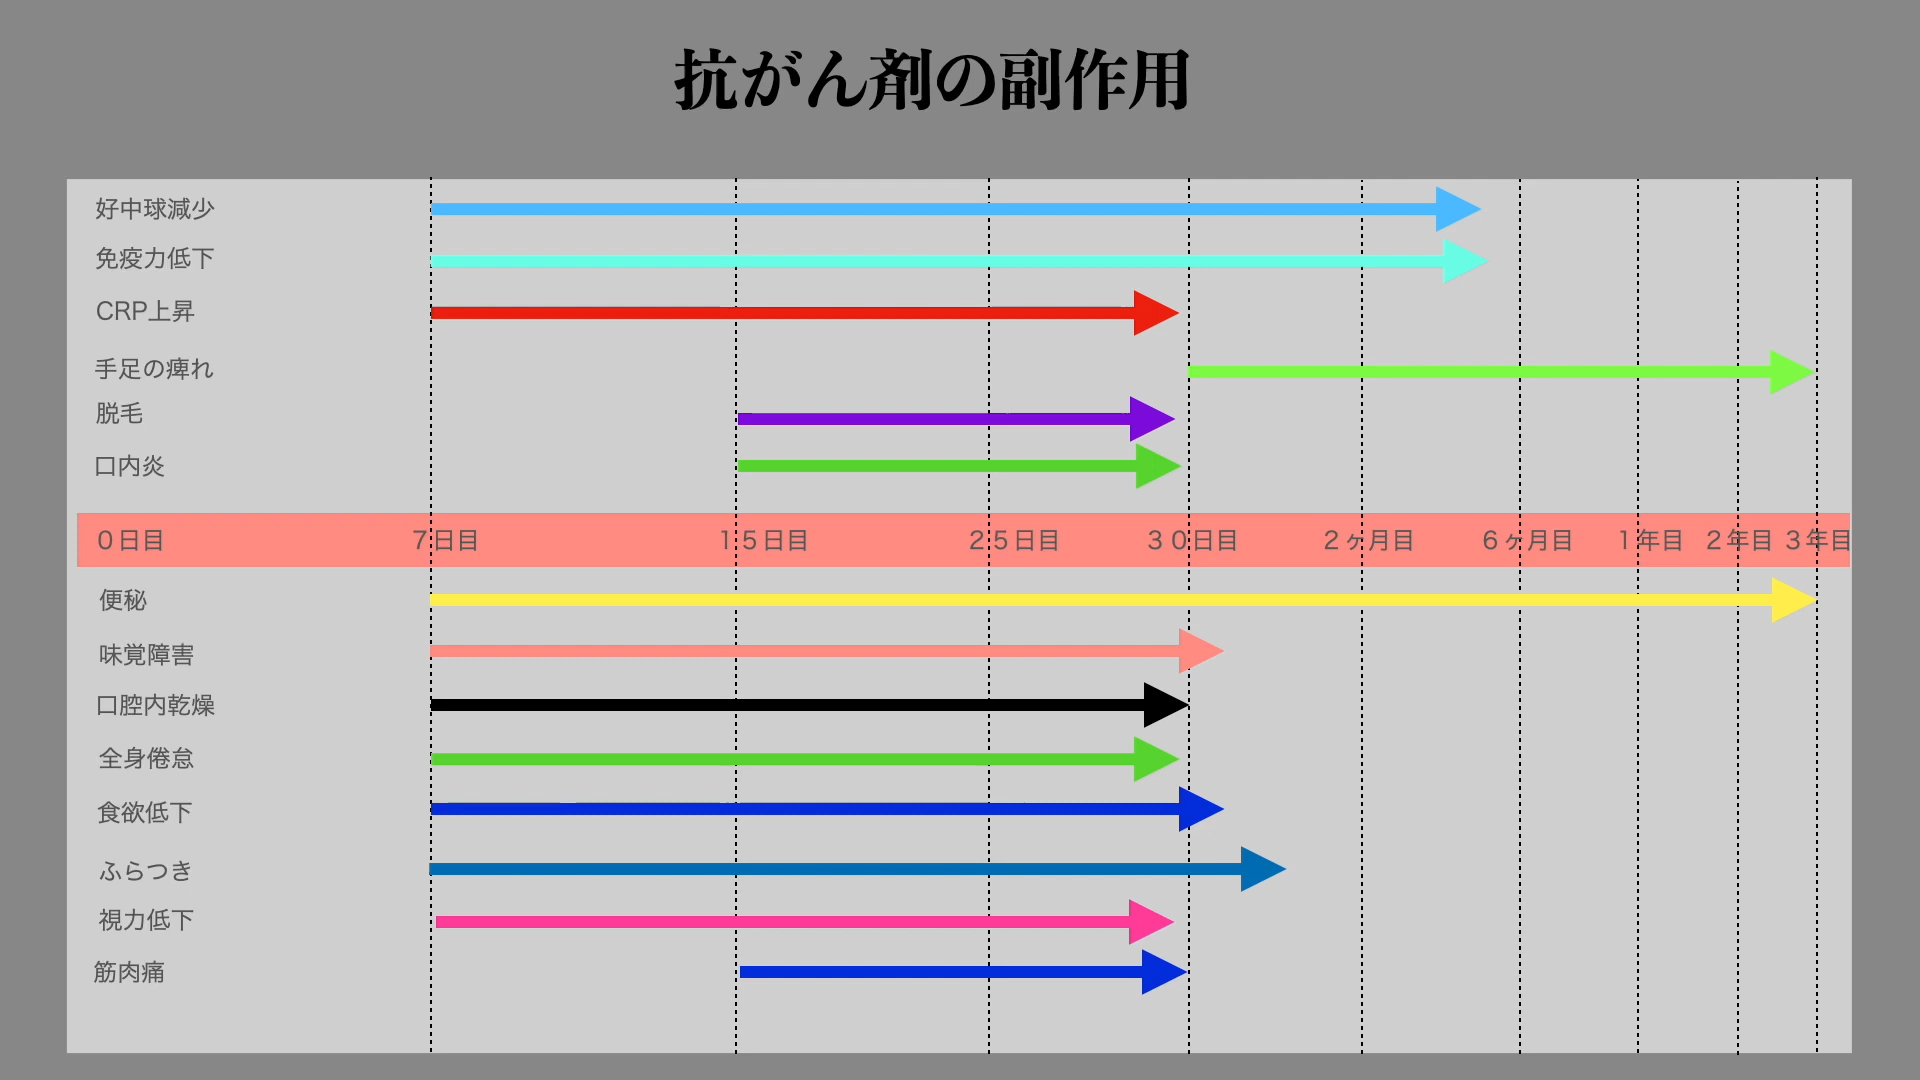 抗がん剤の副作用
好中球減少
免疫力低下
CRP上昇
手足の痺れ
脱毛
口内炎
０日目 7日目 15日目 25日目 30日目 2ヶ月目 6ヶ月目 1年目 2年目 3年目
便秘
味覚障害
口腔内乾燥
全身倦怠
食欲低下
ふらつき
視力低下
筋肉痛